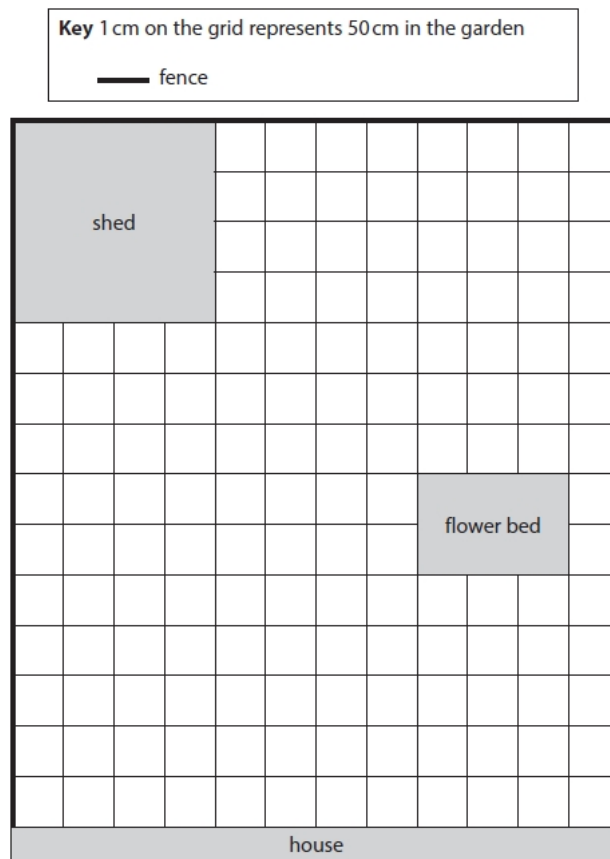 Key 1 cm on the grid represents 50 cm in the garden
fence
shed
flower bed
house